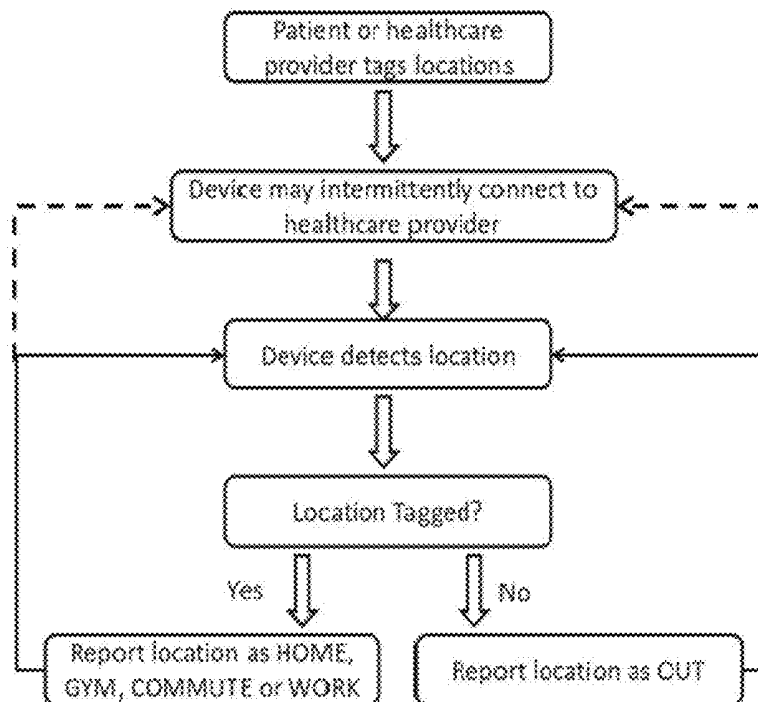 Patient or healthcare
provider tags locations
Device may intermittently connect to
healthcare provider
Device detects location
Location Tagged?
Yes
No
Report location as HOME,
GYM, COMMUTE or WORK
Report location as OUT